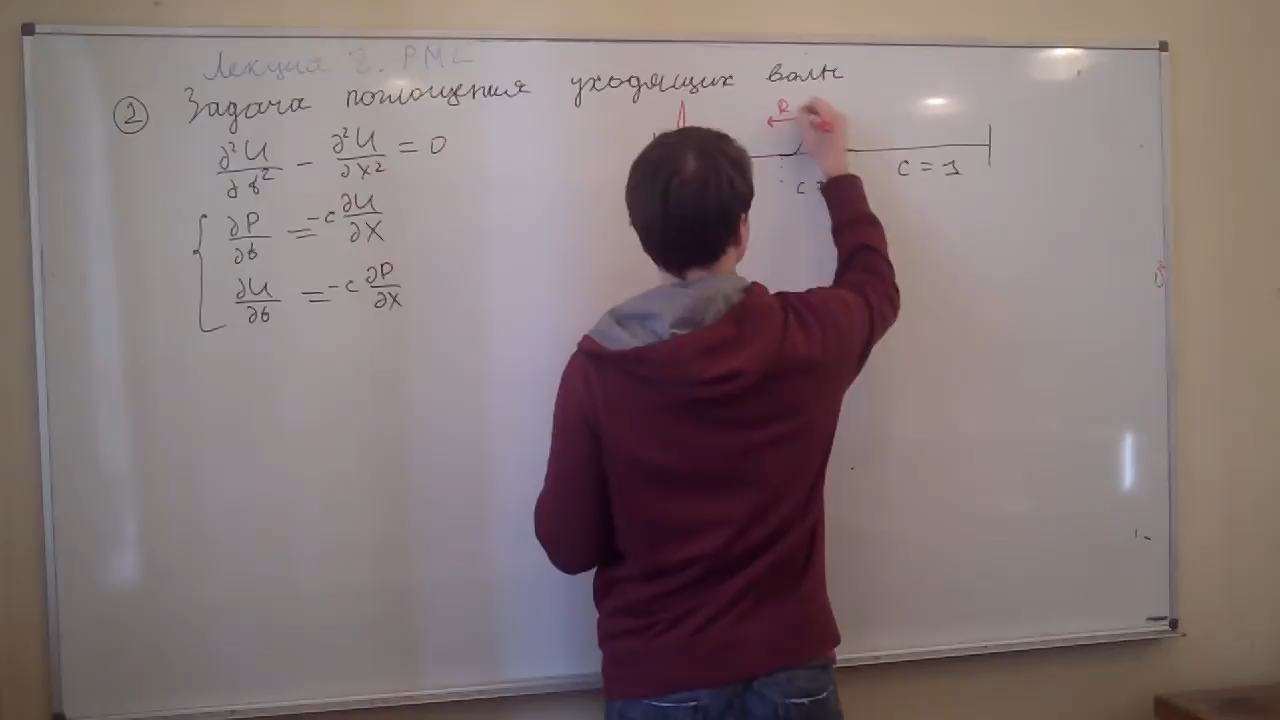 Лекция 2. PML
② Задача поглощения уходящих волн
∂²U/∂t² − ∂²U/∂x² = 0
∂P/∂t = −c ∂U/∂x
∂U/∂t = −c ∂P/∂x
R
c = 1